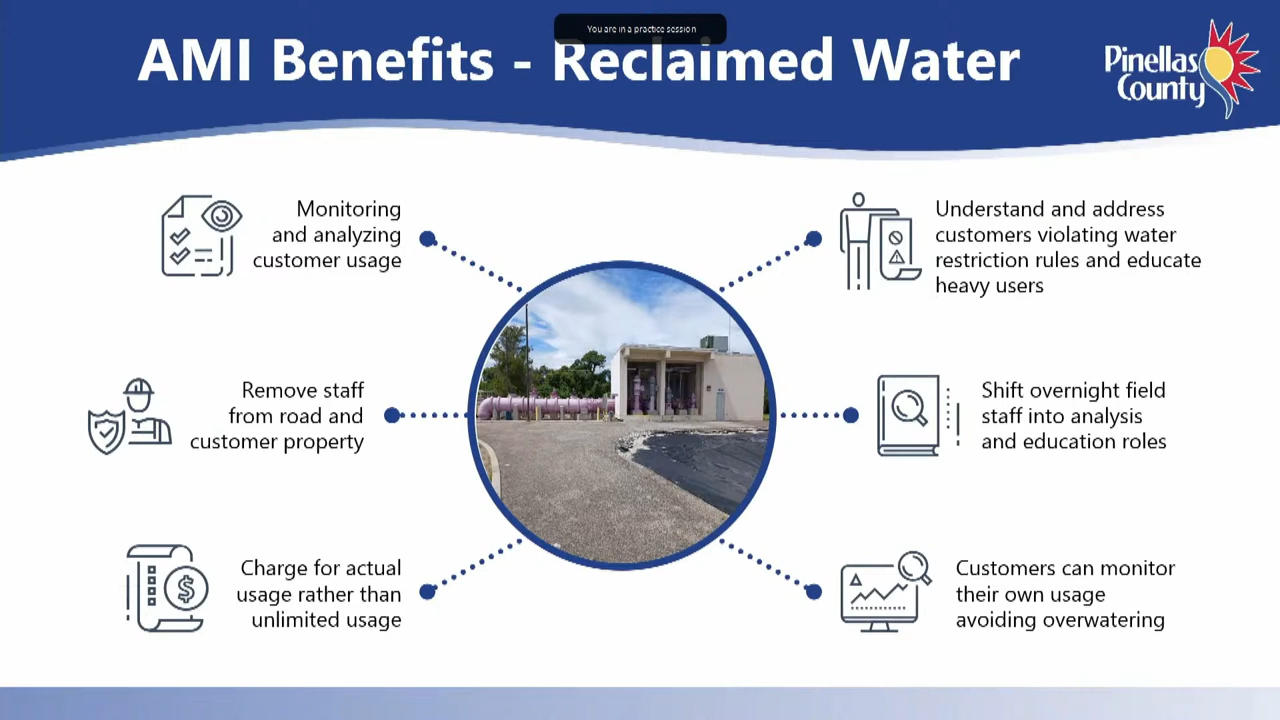 You are in a practice session
AMI Benefits - Reclaimed Water
Pinellas
County
Monitoring
and analyzing
customer usage
Remove staff
from road and
customer property
Charge for actual
usage rather than
unlimited usage
Understand and address
customers violating water
restriction rules and educate
heavy users
Shift overnight field
staff into analysis
and education roles
Customers can monitor
their own usage
avoiding overwatering